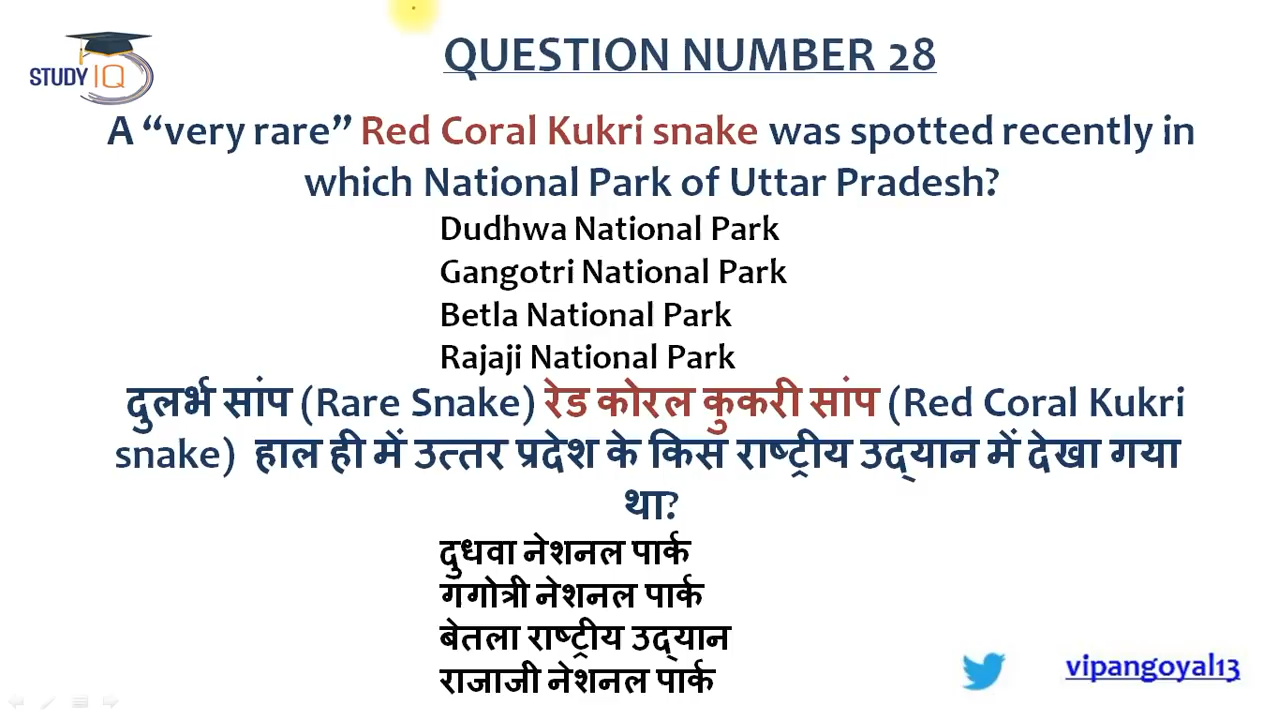 STUDY IQ
QUESTION NUMBER 28
A “very rare” Red Coral Kukri snake was spotted recently in
which National Park of Uttar Pradesh?
Dudhwa National Park
Gangotri National Park
Betla National Park
Rajaji National Park
दुलर्भ सांप (Rare Snake) रेड कोरल कुकरी सांप (Red Coral Kukri
snake) हाल ही में उत्तर प्रदेश के किस राष्ट्रीय उद्यान में देखा गया
था?
दुधवा नेशनल पार्क
गगोत्री नेशनल पार्क
बेतला राष्ट्रीय उद्यान
राजाजी नेशनल पार्क
vipangoyal13